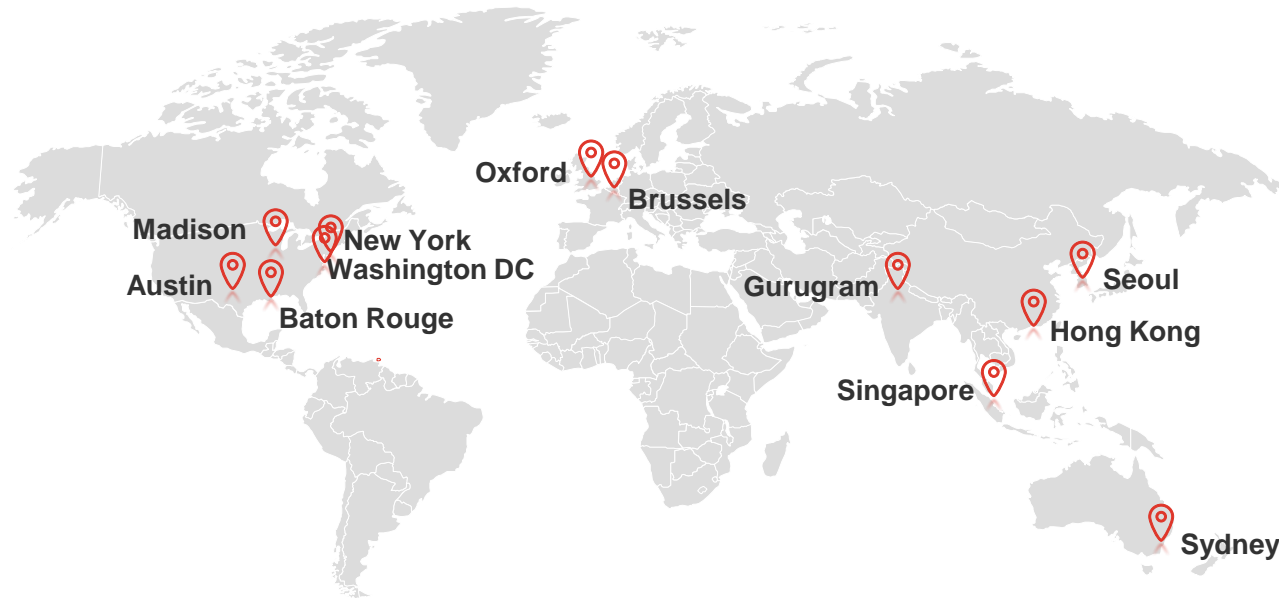 Oxford
Brussels
Madison
New York
Washington DC
Austin
Baton Rouge
Gurugram
Seoul
Hong Kong
Singapore
Sydney